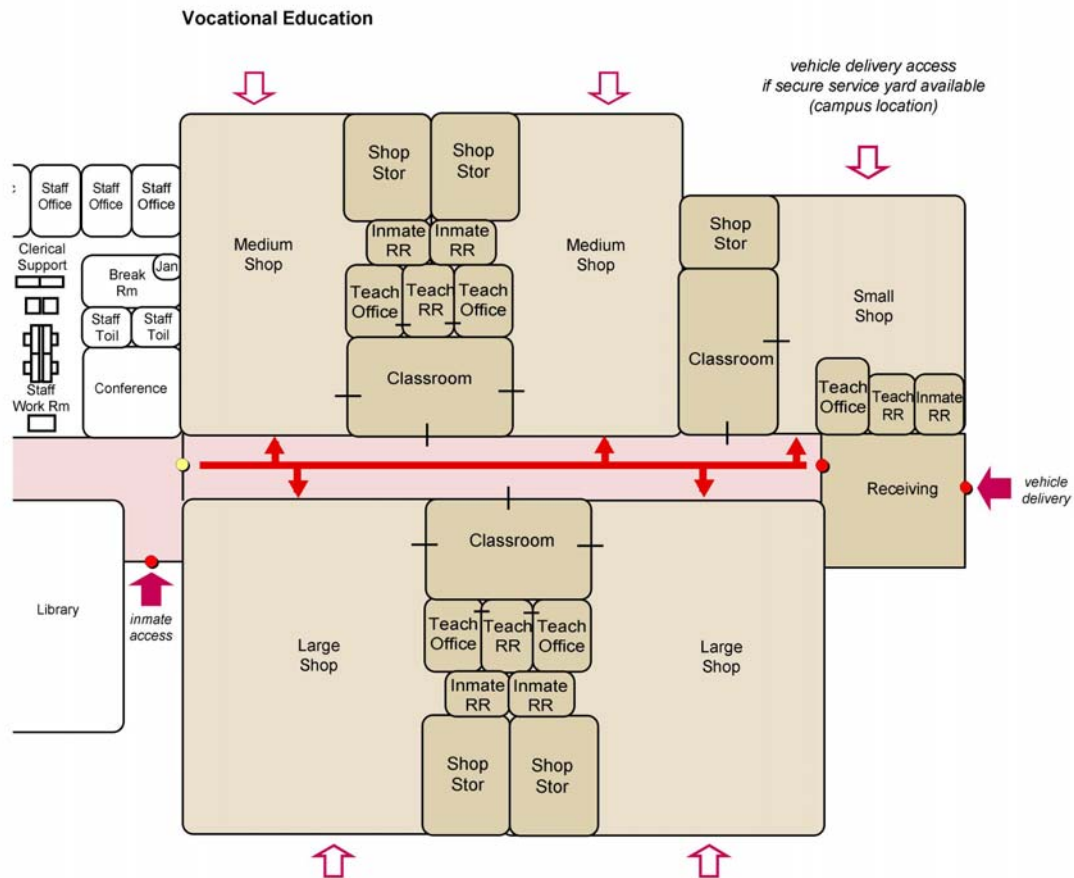 Vocational Education
vehicle delivery access
if secure service yard available
(campus location)
Shop
Stor
Shop
Stor
c
Staff
Office
Staff
Office
Staff
Office
Shop
Stor
Inmate
RR
Inmate
RR
Clerical
Support
Medium
Shop
Medium
Shop
Jan
Break
Rm
Teach
Office
Teach
RR
Teach
Office
Small
Shop
Staff
Toil
Staff
Toil
Classroom
Classroom
Conference
Teach
Office
Teach
RR
Inmate
RR
Staff
Work Rm
Receiving
vehicle
delivery
Classroom
Library
inmate
access
Large
Shop
Teach
Office
Teach
RR
Teach
Office
Large
Shop
Inmate
RR
Inmate
RR
Shop
Stor
Shop
Stor